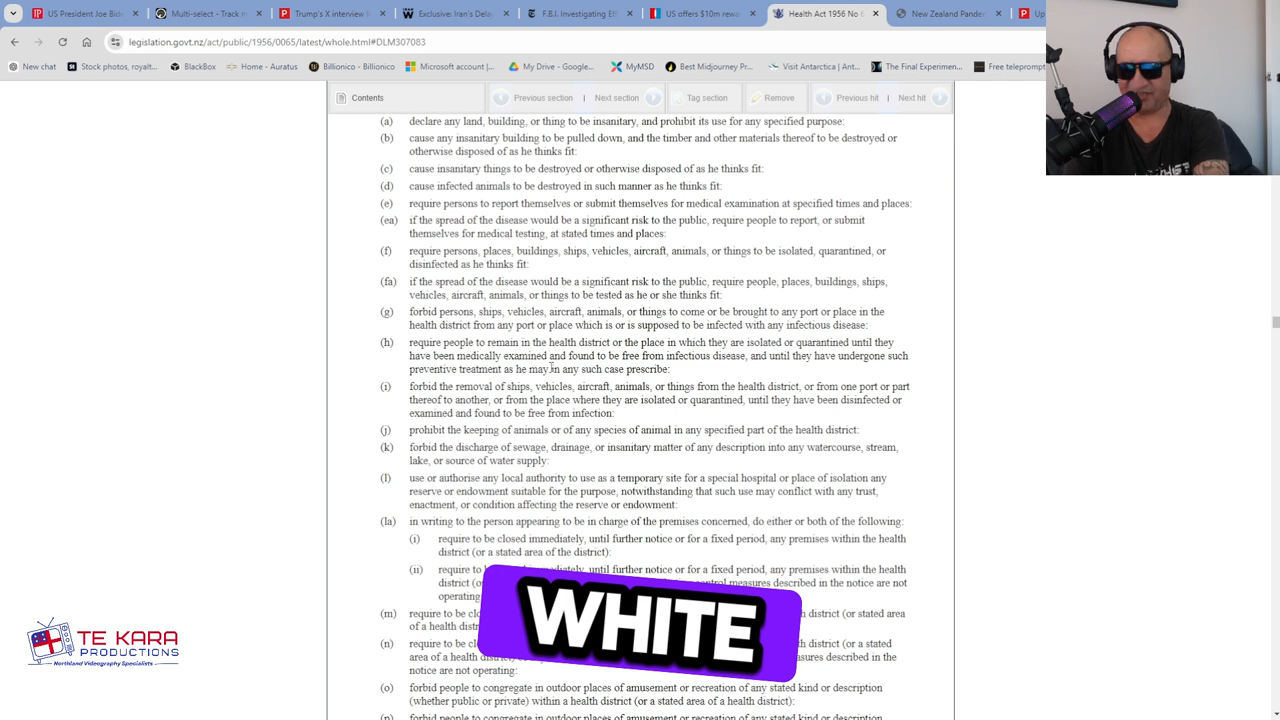 US President Joe Bid
Multi-select - Track m
Trump's X interview
Exclusive: Iran's Dela
F.B.I. Investigating Ef
US offers $10m rewa
Health Act 1956 No 6
New Zealand Pandem
Up
legislation.govt.nz/act/public/1956/0065/latest/whole.html#DLM307083
New chat
Stock photos, royalt...
BlackBox
Home - Auratus
Billionico - Billionico
Microsoft account |...
My Drive - Google...
MyMSD
Best Midjourney Pr...
Visit Antarctica | Ant...
The Final Experimen...
Free teleprompt
Contents
Previous section
Next section
Tag section
Remove
Previous hit
Next hit
(a) declare any land, building, or thing to be insanitary, and prohibit its use for any specified purpose:
(b) cause any insanitary building to be pulled down, and the timber and other materials thereof to be destroyed or
otherwise disposed of as he thinks fit:
(c) cause insanitary things to be destroyed or otherwise disposed of as he thinks fit:
(d) cause infected animals to be destroyed in such manner as he thinks fit:
(e) require persons to report themselves or submit themselves for medical examination at specified times and places:
(ea) if the spread of the disease would be a significant risk to the public, require people to report, or submit
themselves for medical testing, at stated times and places:
(f) require persons, places, buildings, ships, vehicles, aircraft, animals, or things to be isolated, quarantined, or
disinfected as he thinks fit:
(fa) if the spread of the disease would be a significant risk to the public, require people, places, buildings, ships,
vehicles, aircraft, animals, or things to be tested as he or she thinks fit:
(g) forbid persons, ships, vehicles, aircraft, animals, or things to come or be brought to any port or place in the
health district from any port or place which is or is supposed to be infected with any infectious disease:
(h) require people to remain in the health district or the place in which they are isolated or quarantined until they
have been medically examined and found to be free from infectious disease, and until they have undergone such
preventive treatment as he may in any such case prescribe:
(i) forbid the removal of ships, vehicles, aircraft, animals, or things from the health district, or from one port or part
thereof to another, or from the place where they are isolated or quarantined, until they have been disinfected or
examined and found to be free from infection:
(j) prohibit the keeping of animals or of any species of animal in any specified part of the health district:
(k) forbid the discharge of sewage, drainage, or insanitary matter of any description into any watercourse, stream,
lake, or source of water supply:
(l) use or authorise any local authority to use as a temporary site for a special hospital or place of isolation any
reserve or endowment suitable for the purpose, notwithstanding that such use may conflict with any trust,
enactment, or condition affecting the reserve or endowment:
(la) in writing to the person appearing to be in charge of the premises concerned, do either or both of the following:
(i) require to be closed immediately, until further notice or for a fixed period, any premises within the health
district (or a stated area of the district):
(ii) require to be immediately, until further notice or for a fixed period, any premises within the health
district (o control measures described in the notice are not
operating
(m) require to be clo district (or stated area
of a health distri
(n) require to be clo health district (or a stated
area of a health dist measures described in the
notice are not operating:
(o) forbid people to congregate in outdoor places of amusement or recreation of any stated kind or description
(whether public or private) within a health district (or a stated area of a health district):
(p) forbid people to congregate in outdoor places of amusement or recreation of any stated kind or description
WHITE
TE KARA
PRODUCTIONS
Northland Videography Specialists